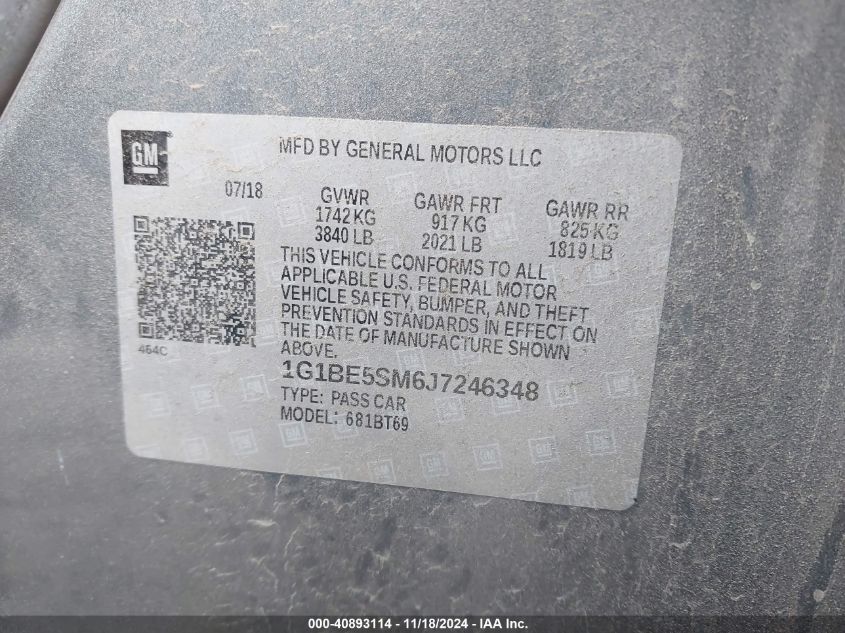 GM
MFD BY GENERAL MOTORS LLC
07/18
GVWR
1742 KG
3840 LB
GAWR FRT
917 KG
2021 LB
GAWR RR
825 KG
1819 LB
THIS VEHICLE CONFORMS TO ALL
APPLICABLE U.S. FEDERAL MOTOR
VEHICLE SAFETY, BUMPER, AND THEFT
PREVENTION STANDARDS IN EFFECT ON
THE DATE OF MANUFACTURE SHOWN
ABOVE.
464C
1G1BE5SM6J7246348
TYPE: PASS CAR
MODEL: 681BT69
000-40893114 - 11/18/2024 - IAA Inc.